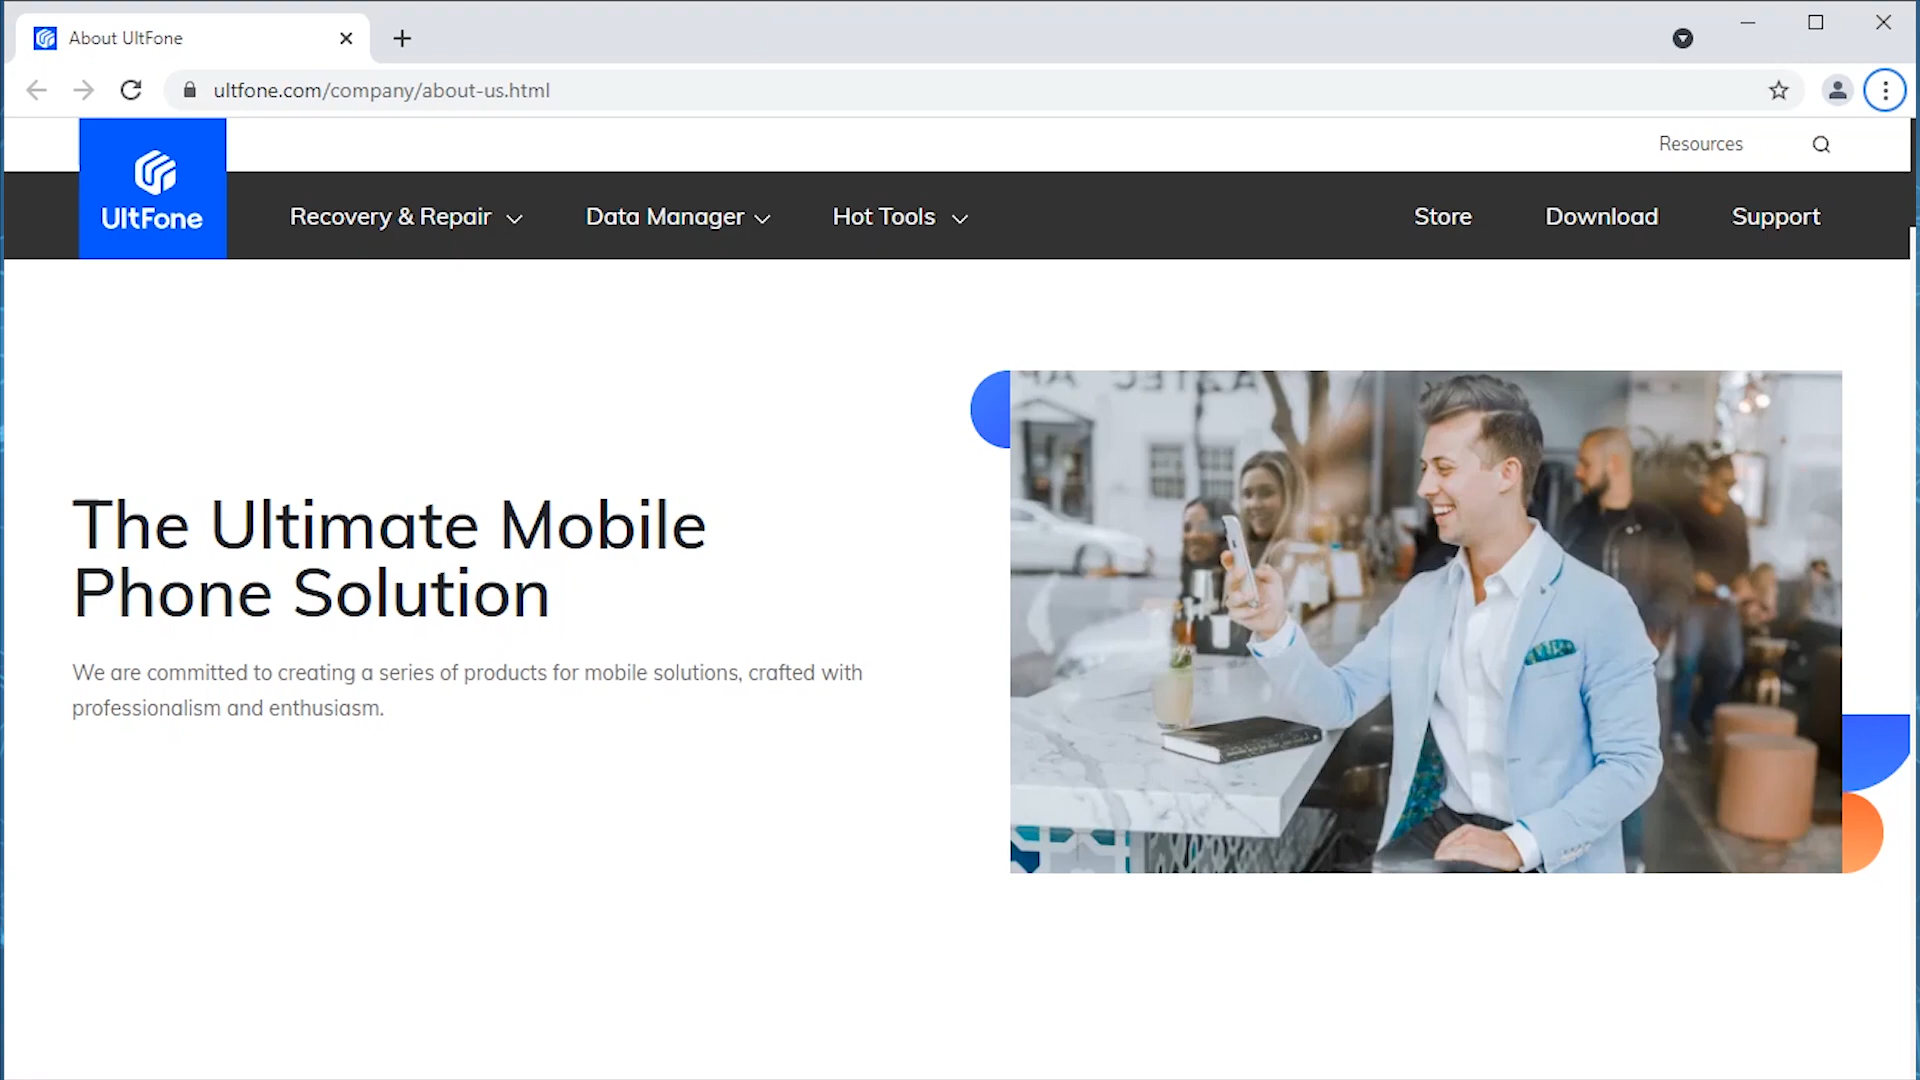 About UltFone
ultfone.com/company/about-us.html
Resources
UltFone
Recovery & Repair
Data Manager
Hot Tools
Store
Download
Support
The Ultimate Mobile
Phone Solution
We are committed to creating a series of products for mobile solutions, crafted with
professionalism and enthusiasm.